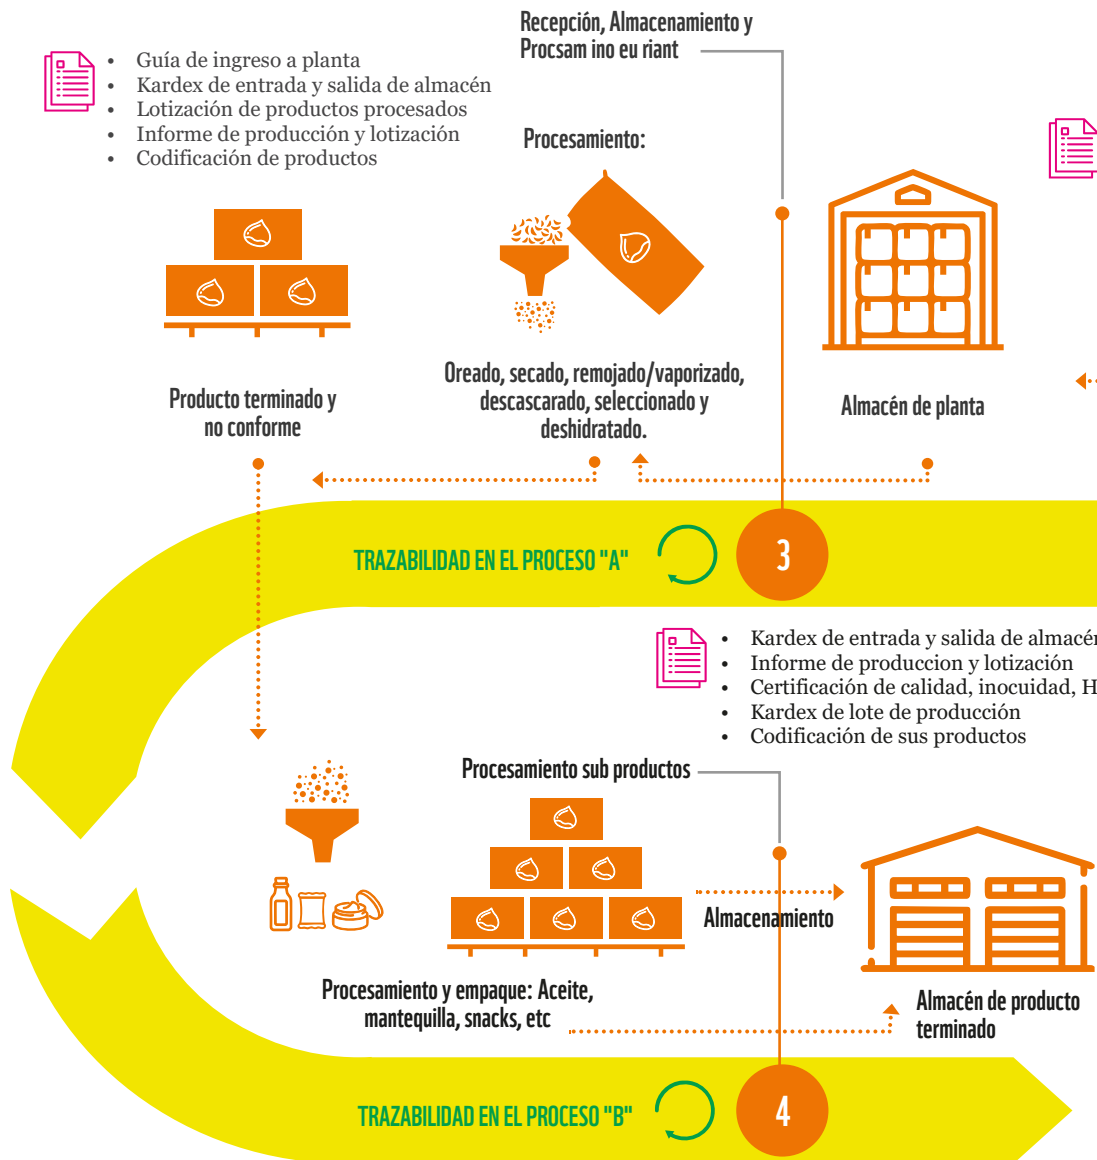 Recepción, Almacenamiento y
Procsam ino eu riant
• Guía de ingreso a planta
• Kardex de entrada y salida de almacén
• Lotización de productos procesados
• Informe de producción y lotización
• Codificación de productos
Procesamiento:
Oreado, secado, remojado/vaporizado,
descascarado, seleccionado y
deshidratado.
Producto terminado y
no conforme
Almacén de planta
TRAZABILIDAD EN EL PROCESO "A"
3
• Kardex de entrada y salida de almacén
• Informe de produccion y lotización
• Certificación de calidad, inocuidad, H
• Kardex de lote de producción
• Codificación de sus productos
Procesamiento sub productos
Almacenamiento
Procesamiento y empaque: Aceite,
mantequilla, snacks, etc
Almacén de producto
terminado
TRAZABILIDAD EN EL PROCESO "B"
4